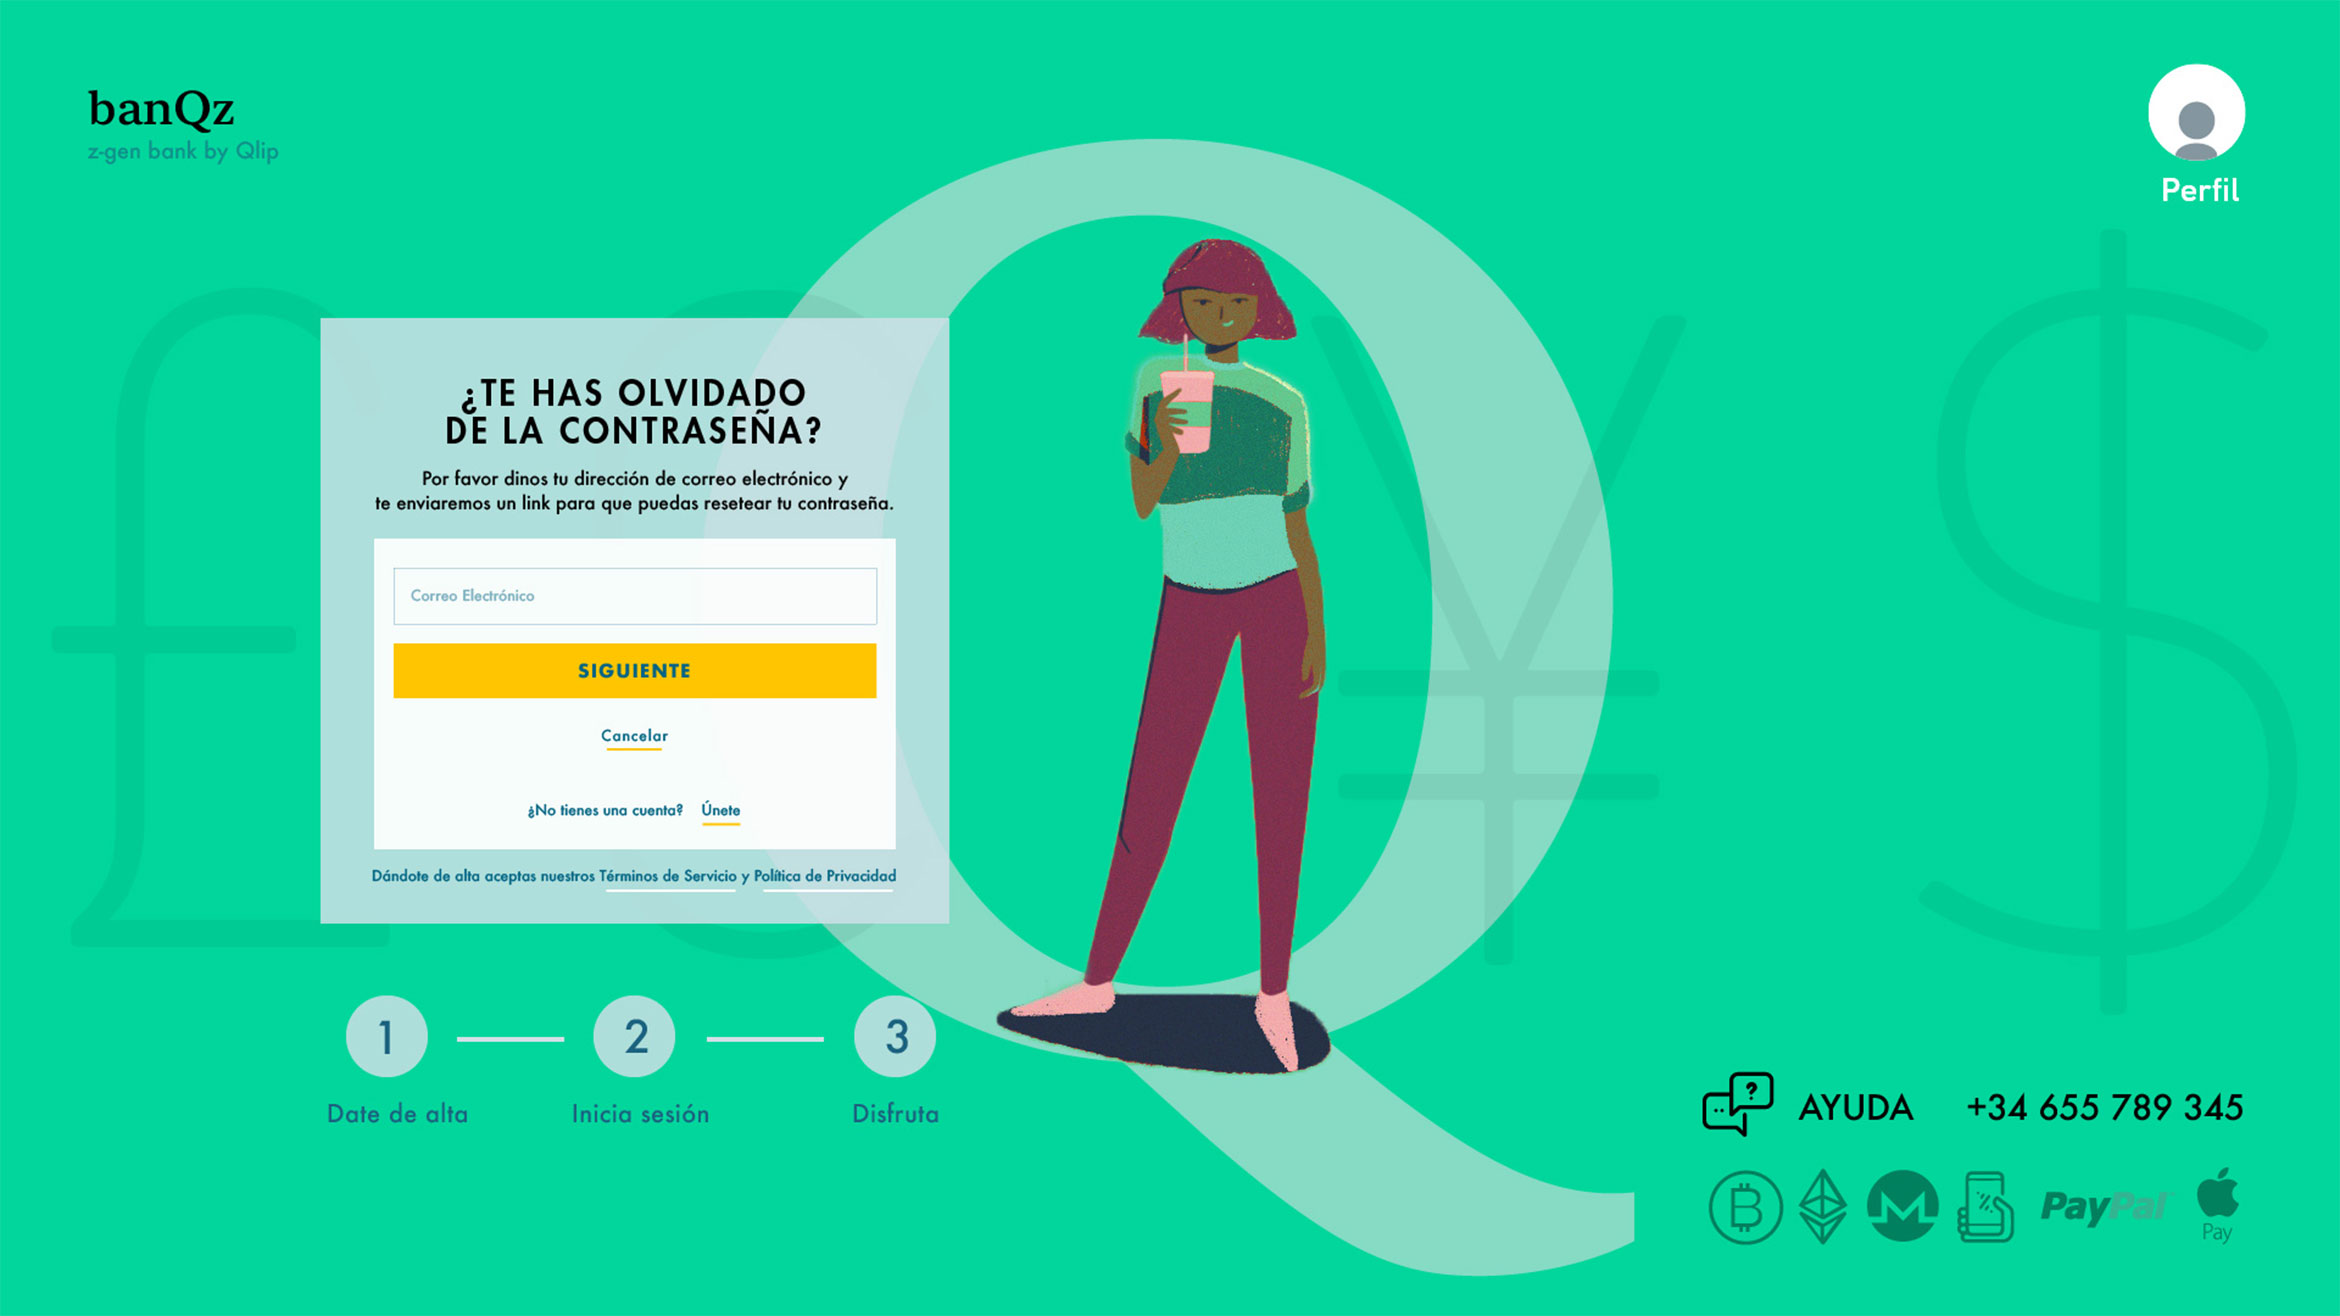 banQz
z-gen bank by Qlip
Perfil
¿TE HAS OLVIDADO
DE LA CONTRASEÑA?
Por favor dinos tu dirección de correo electrónico y
te enviaremos un link para que puedas resetear tu contraseña.
Correo Electrónico
SIGUIENTE
Cancelar
¿No tienes una cuenta? Únete
Dándote de alta aceptas nuestros Términos de Servicio y Política de Privacidad
1 2 3
Date de alta Inicia sesión Disfruta
AYUDA +34 655 789 345
PayPal
Pay